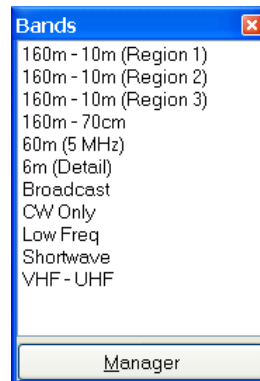 Bands
160m - 10m (Region 1)
160m - 10m (Region 2)
160m - 10m (Region 3)
160m - 70cm
60m (5 MHz)
6m (Detail)
Broadcast
CW Only
Low Freq
Shortwave
VHF - UHF
Manager